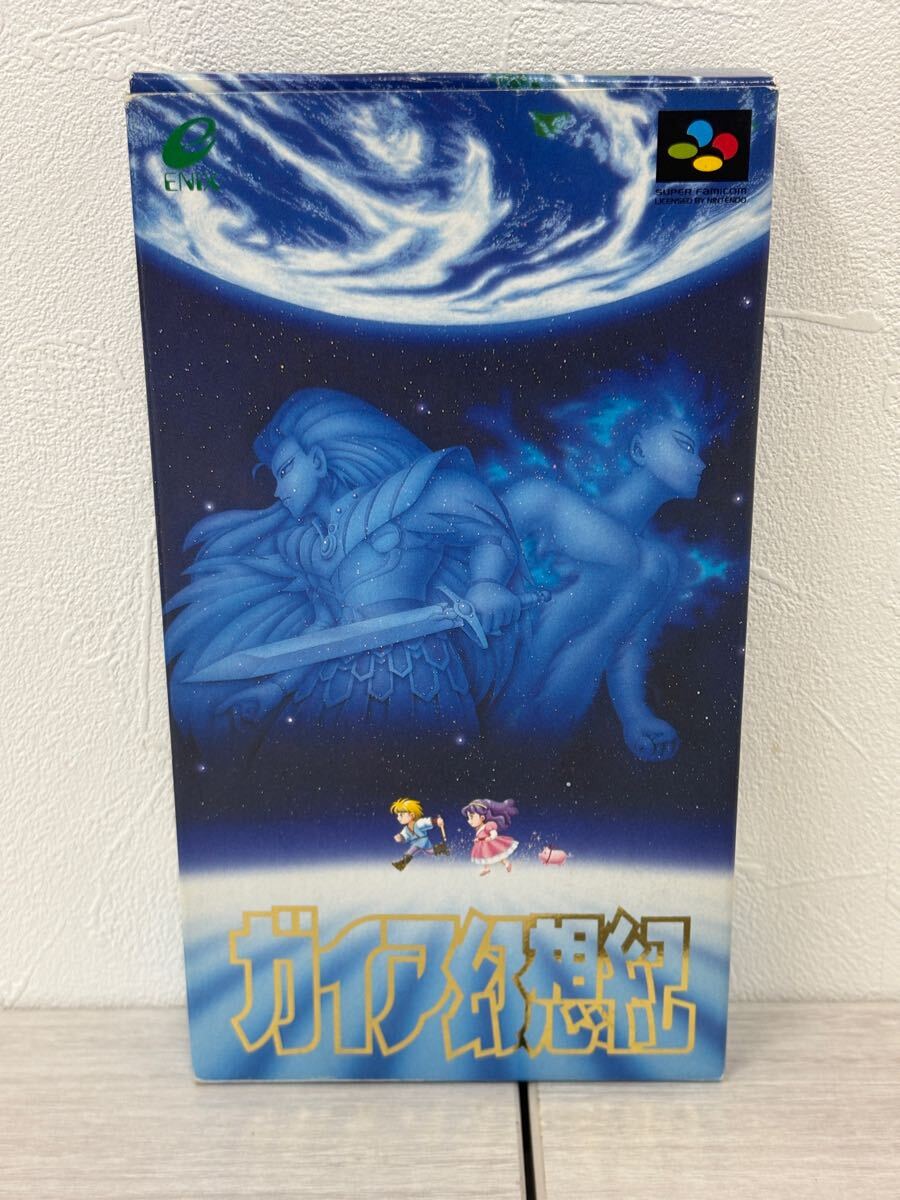 ENIX
SUPER FAMICOM
LICENSED BY NINTENDO
ガイア幻想紀